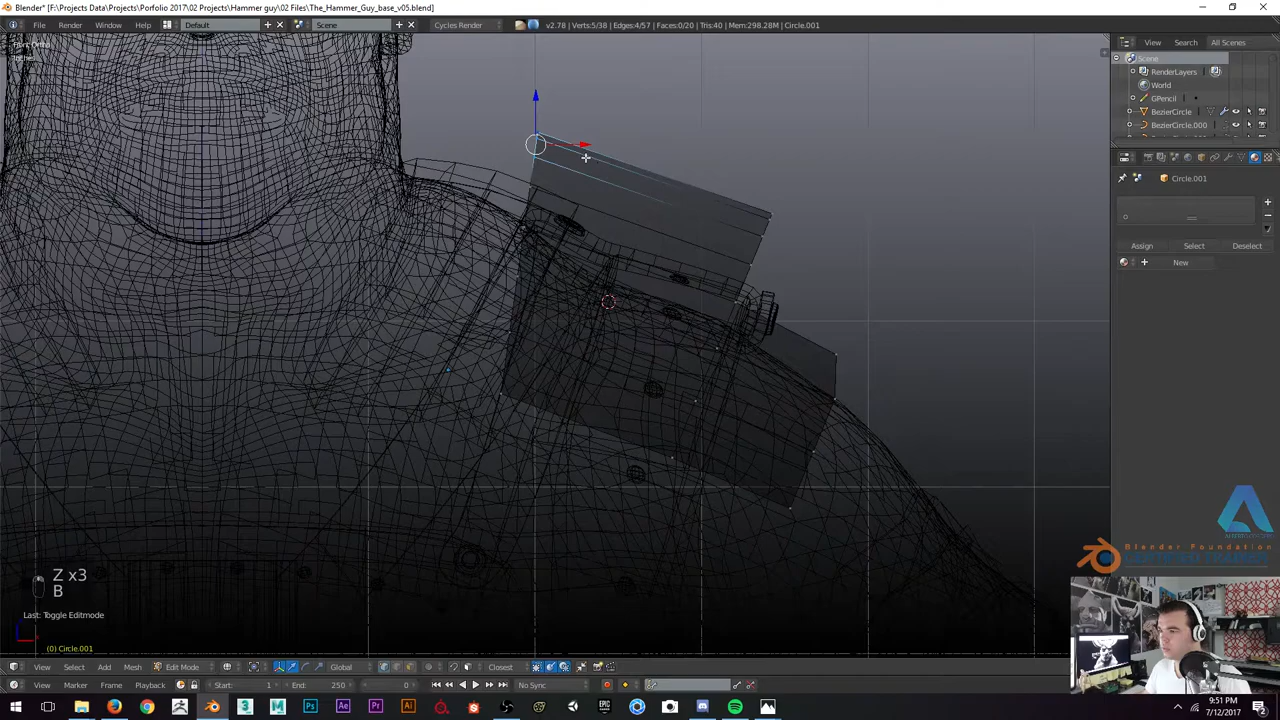 Blender* [F:\Projects Data\Projects\Porfolio 2017\02 Projects\Hammer guy\02 Files\The_Hammer_Guy_base_v05.blend]
File Render Window Help Default Scene Cycles Render v2.78 | Verts:5/38 | Edges:4/57 | Faces:0/20 | Tris:40 | Mem:298.28M | Circle.001
View Search All Scenes
Front Ortho
Scene
RenderLayers
World
GPencil
BezierCircle
BezierCircle.000
Circle.001
Assign Select Deselect
New
Blender Foundation
Z x3
B
Last: Toggle Editmode
(0) Circle.001
View Select Add Mesh Edit Mode Global Closest
View Marker Frame Playback Start: 1 End: 250 0 No Sync
9:51 PM
7/12/2017